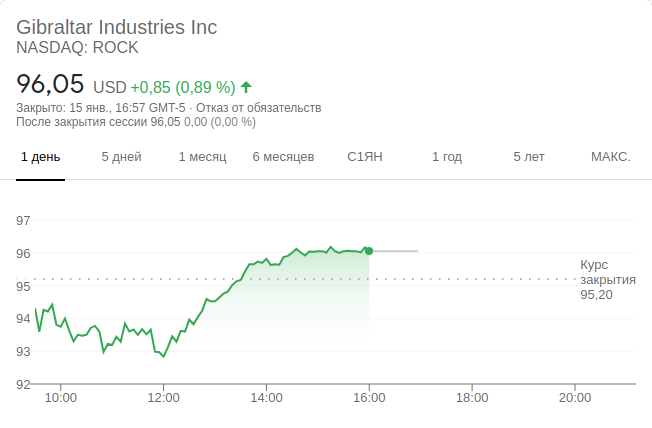 Gibraltar Industries Inc
NASDAQ: ROCK
96,05 USD +0,85 (0,89 %)
Закрыто: 15 янв., 16:57 GMT-5 · Отказ от обязательств
После закрытия сессии 96,05 0,00 (0,00 %)
1 день 5 дней 1 месяц 6 месяцев С1ЯН 1 год 5 лет МАКС.
97
96
Курс
закрытия
95,20
95
94
93
92
10:00 12:00 14:00 16:00 18:00 20:00